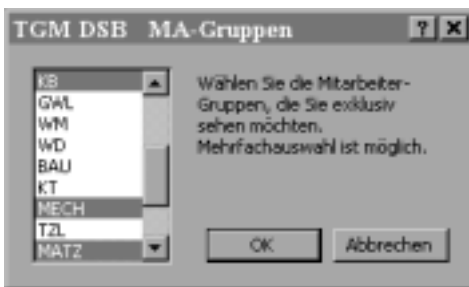 TGM DSB MA-Gruppen
KB
GWL
WM
WD
BAU
KT
MECH
TZL
MATZ
Wählen Sie die Mitarbeiter-
Gruppen, die Sie exklusiv
sehen möchten.
Mehrfachauswahl ist möglich.
OK
Abbrechen